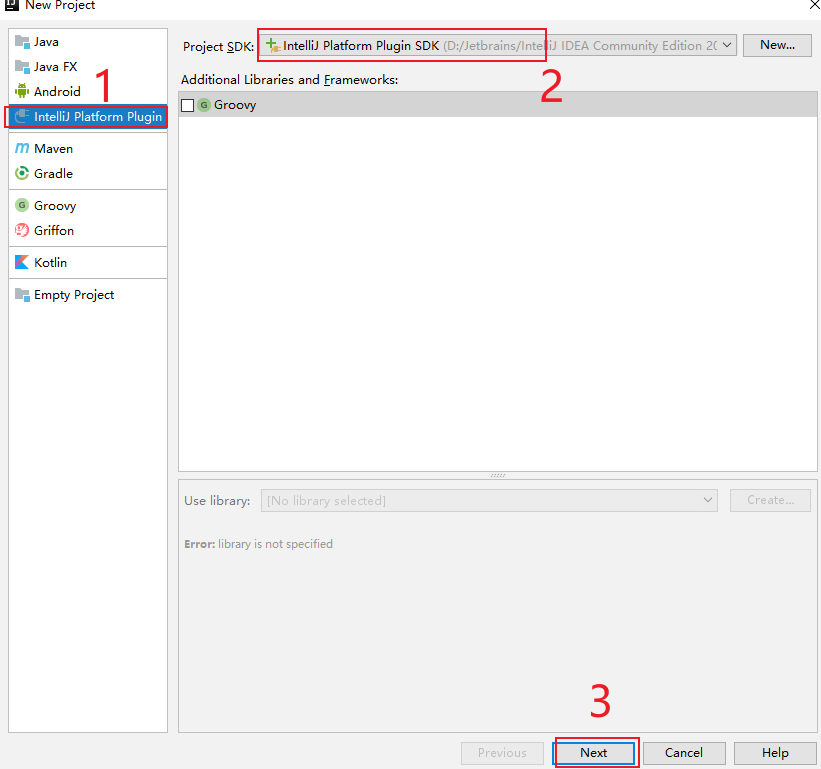 New Project
Java
Java FX
Android
IntelliJ Platform Plugin
Maven
Gradle
Groovy
Griffon
Kotlin
Empty Project
1
Project SDK: IntelliJ Platform Plugin SDK (D:/Jetbrains/IntelliJ IDEA Community Edition 20 New...
2
Additional Libraries and Frameworks:
Groovy
Use library: [No library selected] Create...
Error: library is not specified
3
Previous Next Cancel Help